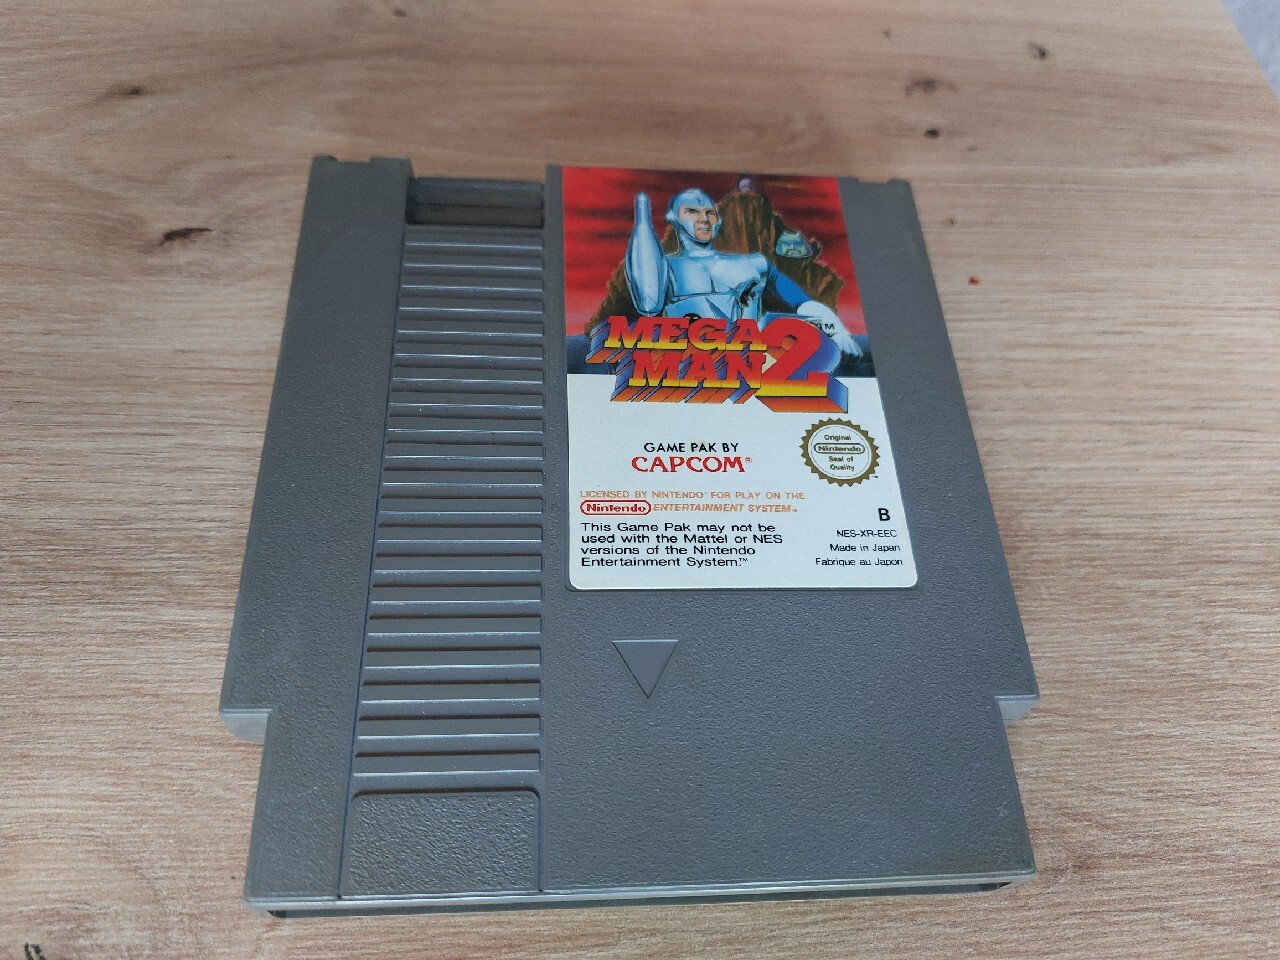 MEGA
MAN 2
TM
GAME PAK BY
CAPCOM®
Original
Nintendo
Seal of
Quality
LICENSED BY NINTENDO® FOR PLAY ON THE
Nintendo ENTERTAINMENT SYSTEM™
This Game Pak may not be
used with the Mattel or NES
versions of the Nintendo
Entertainment System.™
B
NES-XR-EEC
Made in Japan
Fabriqué au Japon